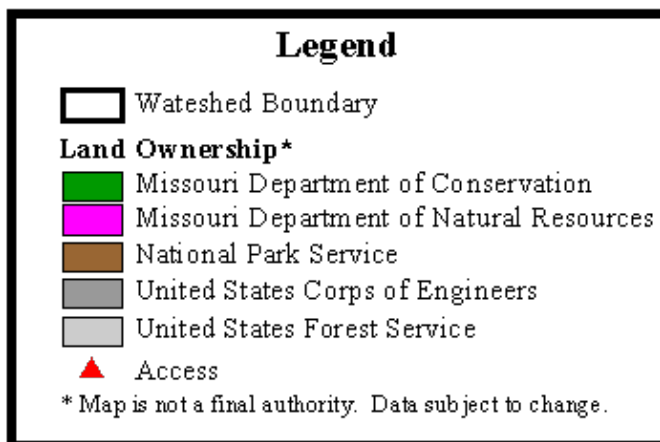 Legend
Wateshed Boundary
Land Ownership*
Missouri Department of Conservation
Missouri Department of Natural Resources
National Park Service
United States Corps of Engineers
United States Forest Service
Access
* Map is not a final authority. Data subject to change.